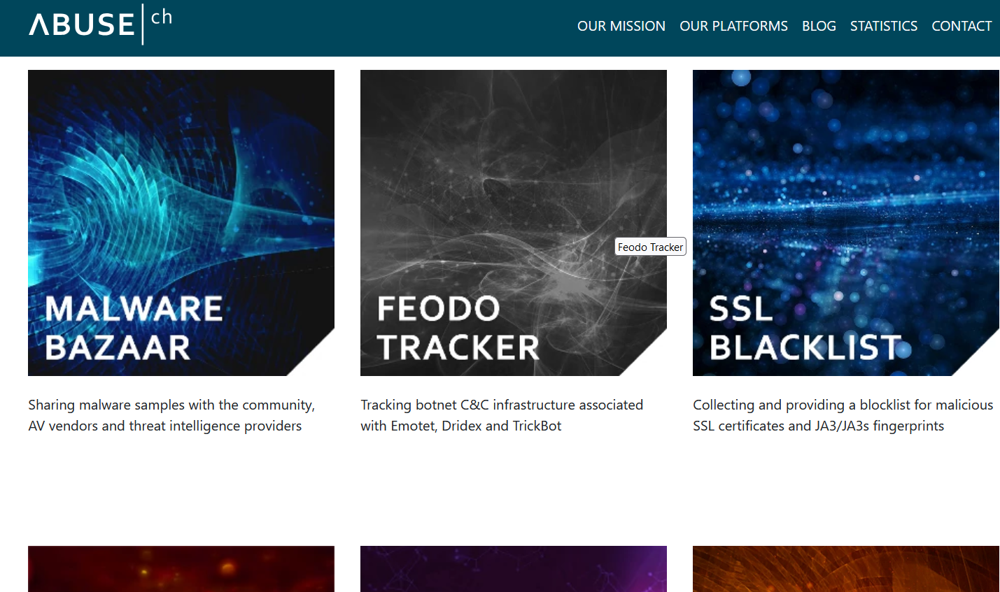 ABUSE ch
OUR MISSION OUR PLATFORMS BLOG STATISTICS CONTACT
MALWARE
BAZAAR
Sharing malware samples with the community,
AV vendors and threat intelligence providers
Feodo Tracker
FEODO
TRACKER
Tracking botnet C&C infrastructure associated
with Emotet, Dridex and TrickBot
SSL
BLACKLIST
Collecting and providing a blocklist for malicious
SSL certificates and JA3/JA3s fingerprints